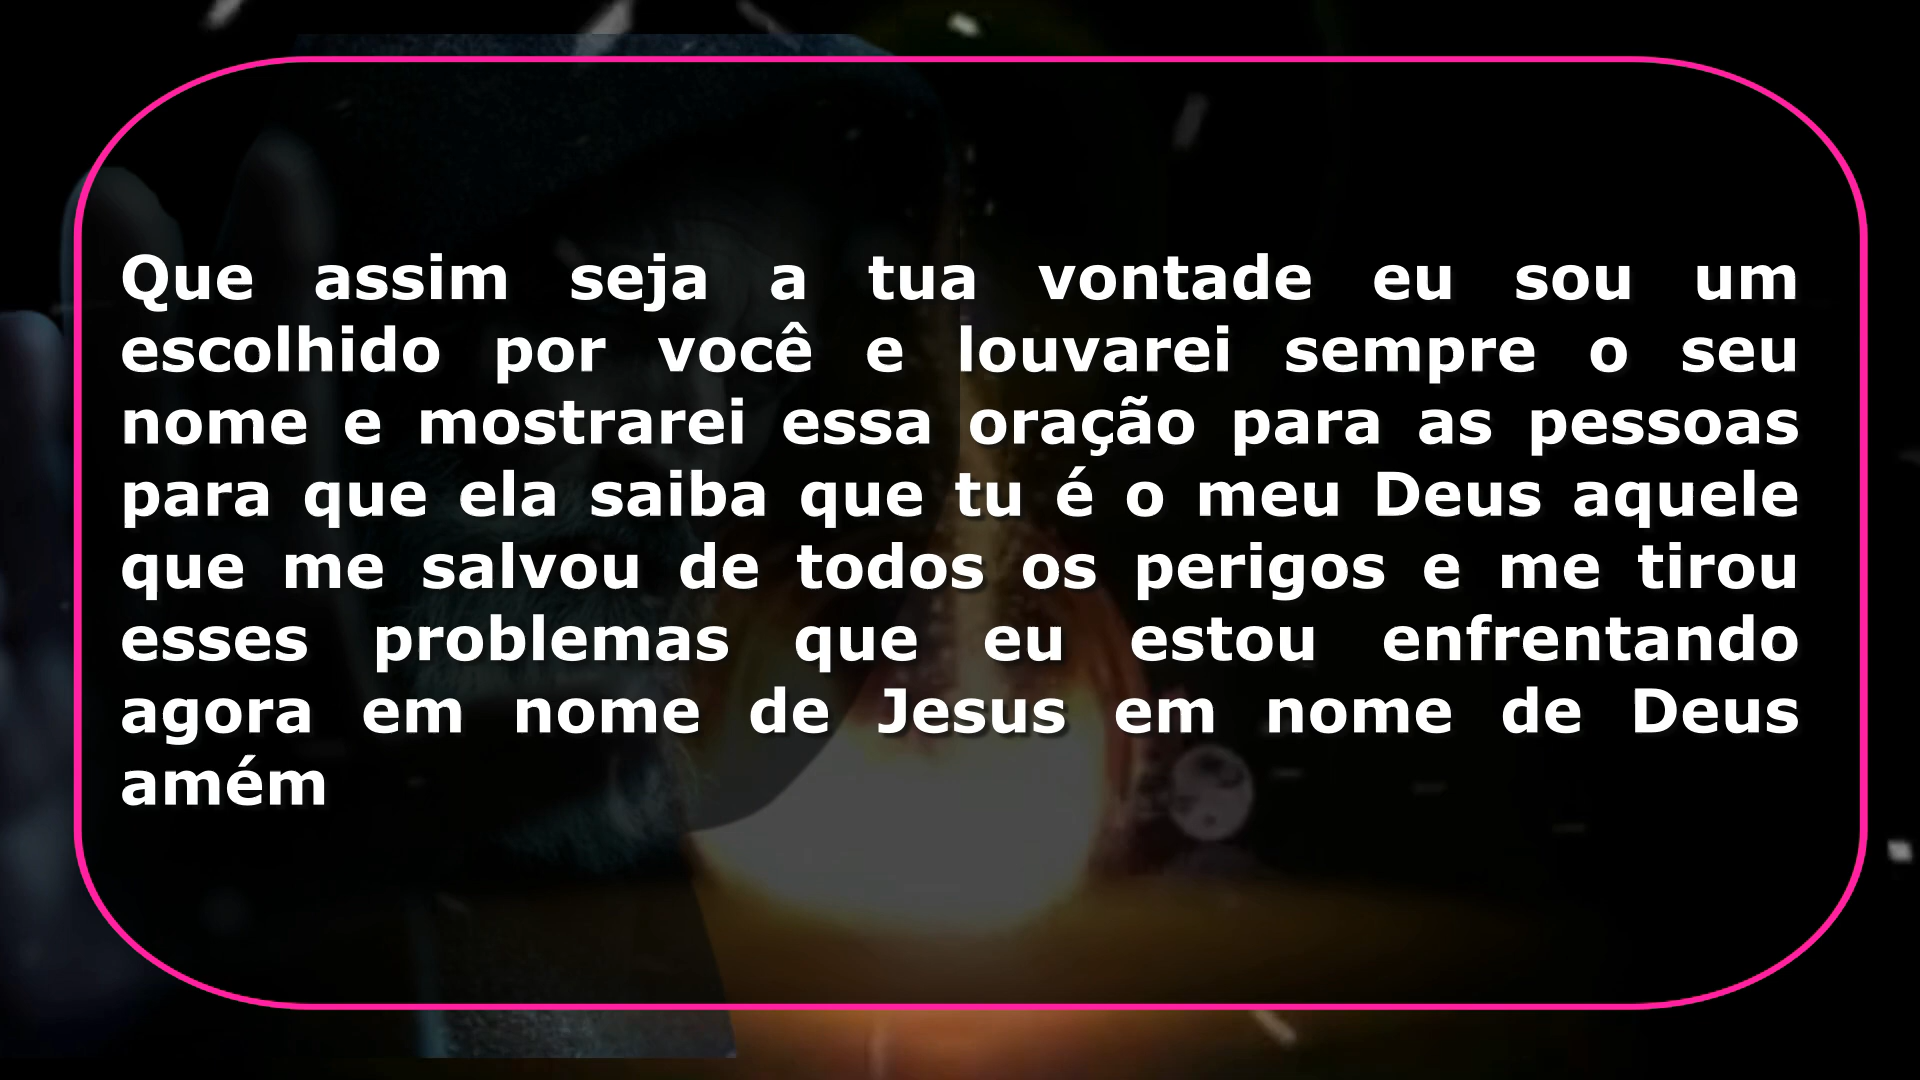 Que assim seja a tua vontade eu sou um
escolhido por você e louvarei sempre o seu
nome e mostrarei essa oração para as pessoas
para que ela saiba que tu é o meu Deus aquele
que me salvou de todos os perigos e me tirou
esses problemas que eu estou enfrentando
agora em nome de Jesus em nome de Deus
amém